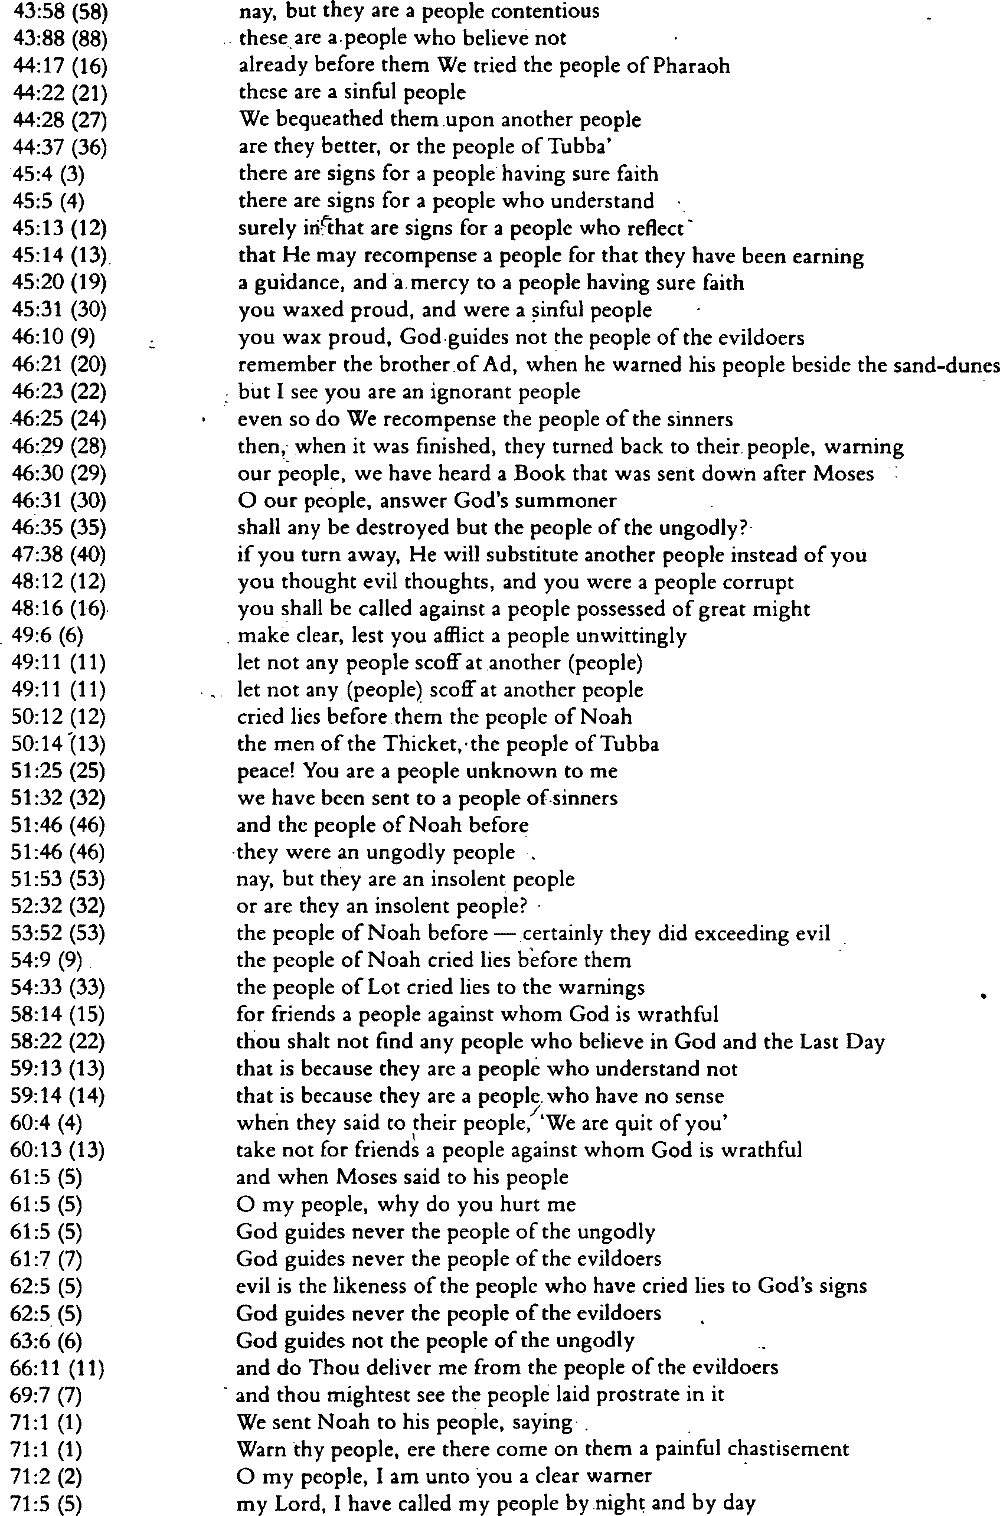 43:58 (58) nay, but they are a people contentious
43:88 (88) these are a people who believe not
44:17 (16) already before them We tried the people of Pharaoh
44:22 (21) these are a sinful people
44:28 (27) We bequeathed them upon another people
44:37 (36) are they better, or the people of Tubba'
45:4 (3) there are signs for a people having sure faith
45:5 (4) there are signs for a people who understand
45:13 (12) surely in that are signs for a people who reflect
45:14 (13) that He may recompense a people for that they have been earning
45:20 (19) a guidance, and a mercy to a people having sure faith
45:31 (30) you waxed proud, and were a sinful people
46:10 (9) you wax proud, God guides not the people of the evildoers
46:21 (20) remember the brother of Ad, when he warned his people beside the sand-dunes
46:23 (22) but I see you are an ignorant people
46:25 (24) even so do We recompense the people of the sinners
46:29 (28) then, when it was finished, they turned back to their people, warning
46:30 (29) our people, we have heard a Book that was sent down after Moses
46:31 (30) O our people, answer God's summoner
46:35 (35) shall any be destroyed but the people of the ungodly?
47:38 (40) if you turn away, He will substitute another people instead of you
48:12 (12) you thought evil thoughts, and you were a people corrupt
48:16 (16) you shall be called against a people possessed of great might
49:6 (6) make clear, lest you afflict a people unwittingly
49:11 (11) let not any people scoff at another (people)
49:11 (11) let not any (people) scoff at another people
50:12 (12) cried lies before them the people of Noah
50:14 (13) the men of the Thicket, the people of Tubba
51:25 (25) peace! You are a people unknown to me
51:32 (32) we have been sent to a people of sinners
51:46 (46) and the people of Noah before
51:46 (46) they were an ungodly people
51:53 (53) nay, but they are an insolent people
52:32 (32) or are they an insolent people?
53:52 (53) the people of Noah before — certainly they did exceeding evil
54:9 (9) the people of Noah cried lies before them
54:33 (33) the people of Lot cried lies to the warnings
58:14 (15) for friends a people against whom God is wrathful
58:22 (22) thou shalt not find any people who believe in God and the Last Day
59:13 (13) that is because they are a people who understand not
59:14 (14) that is because they are a people who have no sense
60:4 (4) when they said to their people, 'We are quit of you'
60:13 (13) take not for friends a people against whom God is wrathful
61:5 (5) and when Moses said to his people
61:5 (5) O my people, why do you hurt me
61:5 (5) God guides never the people of the ungodly
61:7 (7) God guides never the people of the evildoers
62:5 (5) evil is the likeness of the people who have cried lies to God's signs
62:5 (5) God guides never the people of the evildoers
63:6 (6) God guides not the people of the ungodly
66:11 (11) and do Thou deliver me from the people of the evildoers
69:7 (7) and thou mightest see the people laid prostrate in it
71:1 (1) We sent Noah to his people, saying
71:1 (1) Warn thy people, ere there come on them a painful chastisement
71:2 (2) O my people, I am unto you a clear warner
71:5 (5) my Lord, I have called my people by night and by day